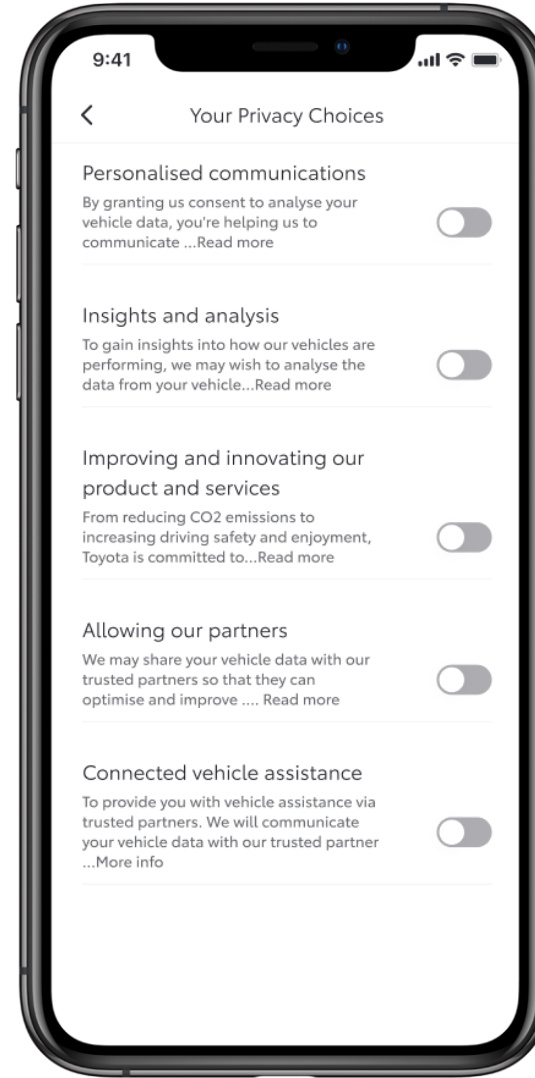 9:41
Your Privacy Choices
Personalised communications
By granting us consent to analyse your
vehicle data, you're helping us to
communicate ...Read more
Insights and analysis
To gain insights into how our vehicles are
performing, we may wish to analyse the
data from your vehicle...Read more
Improving and innovating our
product and services
From reducing CO2 emissions to
increasing driving safety and enjoyment,
Toyota is committed to...Read more
Allowing our partners
We may share your vehicle data with our
trusted partners so that they can
optimise and improve .... Read more
Connected vehicle assistance
To provide you with vehicle assistance via
trusted partners. We will communicate
your vehicle data with our trusted partner
...More info